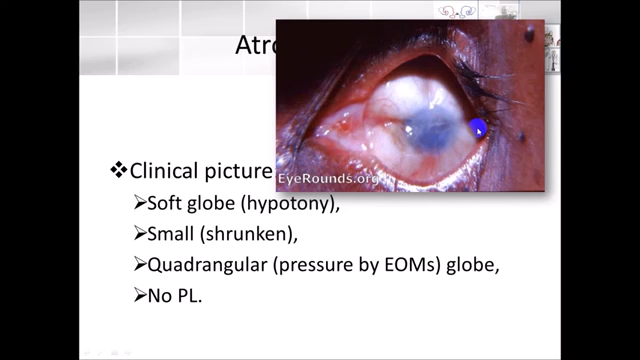 Atro
❖Clinical picture
EyeRounds.org
➢Soft globe (hypotony),
➢Small (shrunken),
➢Quadrangular (pressure by EOMs) globe,
➢No PL.